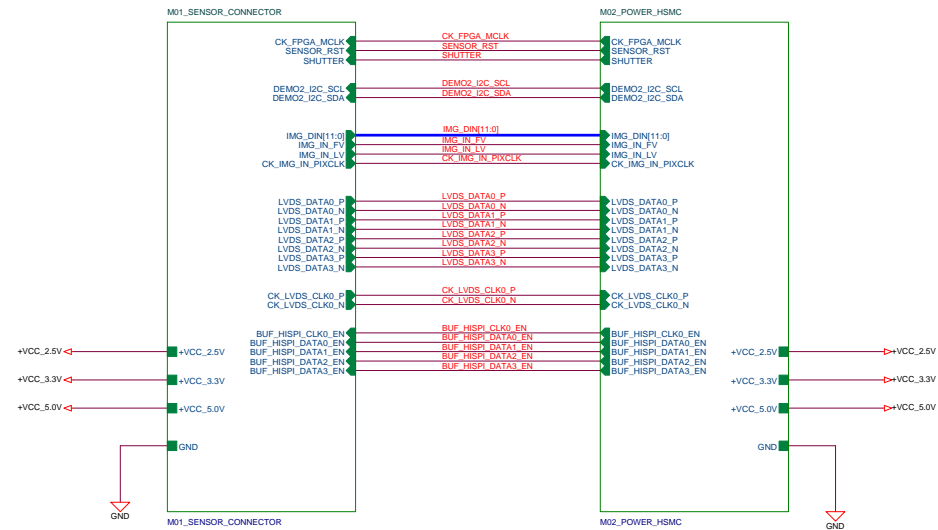 M01_SENSOR_CONNECTOR M02_POWER_HSMC
CK_FPGA_MCLK CK_FPGA_MCLK CK_FPGA_MCLK
SENSOR_RST SENSOR_RST SENSOR_RST
SHUTTER SHUTTER SHUTTER
DEMO2_I2C_SCL DEMO2_I2C_SCL DEMO2_I2C_SCL
DEMO2_I2C_SDA DEMO2_I2C_SDA DEMO2_I2C_SDA
IMG_DIN[11:0] IMG_DIN[11:0] IMG_DIN[11:0]
IMG_IN_FV IMG_IN_FV IMG_IN_FV
IMG_IN_LV IMG_IN_LV IMG_IN_LV
CK_IMG_IN_PIXCLK CK_IMG_IN_PIXCLK CK_IMG_IN_PIXCLK
LVDS_DATA0_P LVDS_DATA0_P LVDS_DATA0_P
LVDS_DATA0_N LVDS_DATA0_N LVDS_DATA0_N
LVDS_DATA1_P LVDS_DATA1_P LVDS_DATA1_P
LVDS_DATA1_N LVDS_DATA1_N LVDS_DATA1_N
LVDS_DATA2_P LVDS_DATA2_P LVDS_DATA2_P
LVDS_DATA2_N LVDS_DATA2_N LVDS_DATA2_N
LVDS_DATA3_P LVDS_DATA3_P LVDS_DATA3_P
LVDS_DATA3_N LVDS_DATA3_N LVDS_DATA3_N
CK_LVDS_CLK0_P CK_LVDS_CLK0_P CK_LVDS_CLK0_P
CK_LVDS_CLK0_N CK_LVDS_CLK0_N CK_LVDS_CLK0_N
BUF_HISPI_CLK0_EN BUF_HISPI_CLK0_EN BUF_HISPI_CLK0_EN
BUF_HISPI_DATA0_EN BUF_HISPI_DATA0_EN BUF_HISPI_DATA0_EN
BUF_HISPI_DATA1_EN BUF_HISPI_DATA1_EN BUF_HISPI_DATA1_EN
BUF_HISPI_DATA2_EN BUF_HISPI_DATA2_EN BUF_HISPI_DATA2_EN
BUF_HISPI_DATA3_EN BUF_HISPI_DATA3_EN BUF_HISPI_DATA3_EN
+VCC_2.5V +VCC_2.5V +VCC_2.5V +VCC_2.5V
+VCC_3.3V +VCC_3.3V +VCC_3.3V +VCC_3.3V
+VCC_5.0V +VCC_5.0V +VCC_5.0V +VCC_5.0V
GND GND
GND GND
M01_SENSOR_CONNECTOR M02_POWER_HSMC